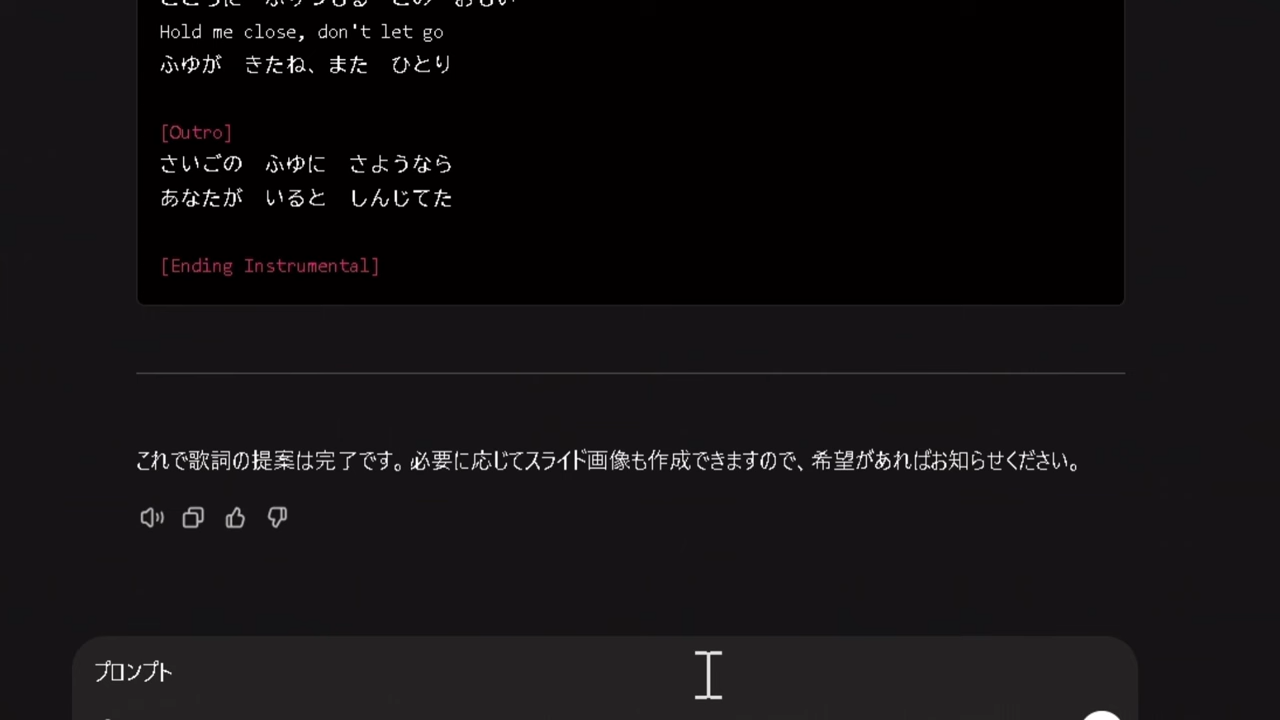 Hold me close, don't let go
ふゆが　きたね、また　ひとり
[Outro]
さいごの　ふゆに　さようなら
あなたが　いると　しんじてた
[Ending Instrumental]
これで歌詞の提案は完了です。必要に応じてスライド画像も作成できますので、希望があればお知らせください。
プロンプト